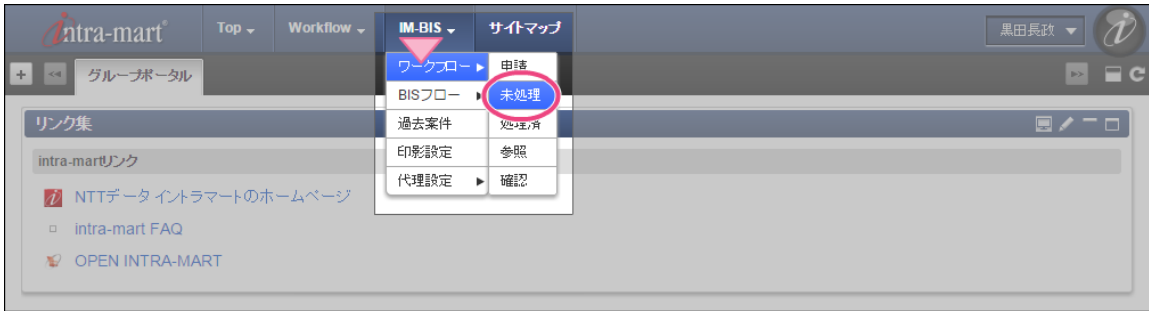 intra-mart® Top Workflow IM-BIS サイトマップ 黒田長政
グループポータル
ワークフロー 申請
BISフロー 未処理
過去案件 処理済
印影設定 参照
代理設定 確認
リンク集
intra-martリンク
NTTデータ イントラマートのホームページ
intra-mart FAQ
OPEN INTRA-MART